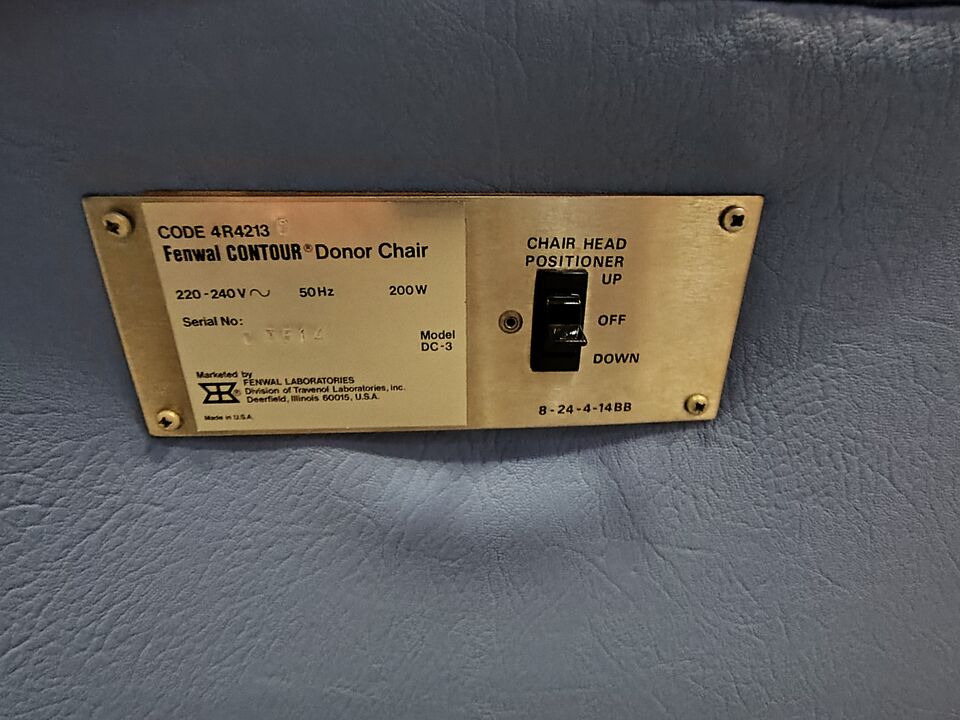 CODE 4R4213
Fenwal CONTOUR® Donor Chair
220-240V ~ 50Hz 200W
Serial No:
Model
DC-3
Marketed by
FENWAL LABORATORIES
Division of Travenol Laboratories, Inc.
Deerfield, Illinois 60015, U.S.A.
®
Made in U.S.A.
CHAIR HEAD
POSITIONER
UP
OFF
DOWN
8-24-4-14BB